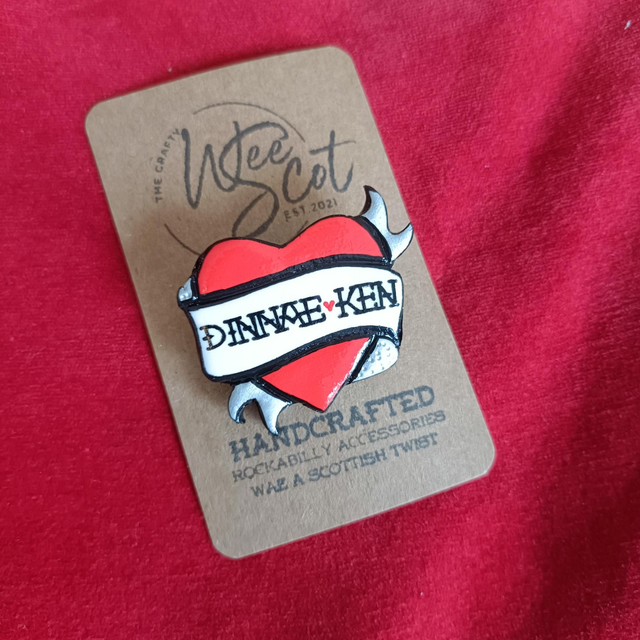 THE CRAFTY
Wee
Scot
EST. 2021
DINNAE♥KEN
HANDCRAFTED
ROCKABILLY ACCESSORIES
WAE A SCOTTISH TWIST